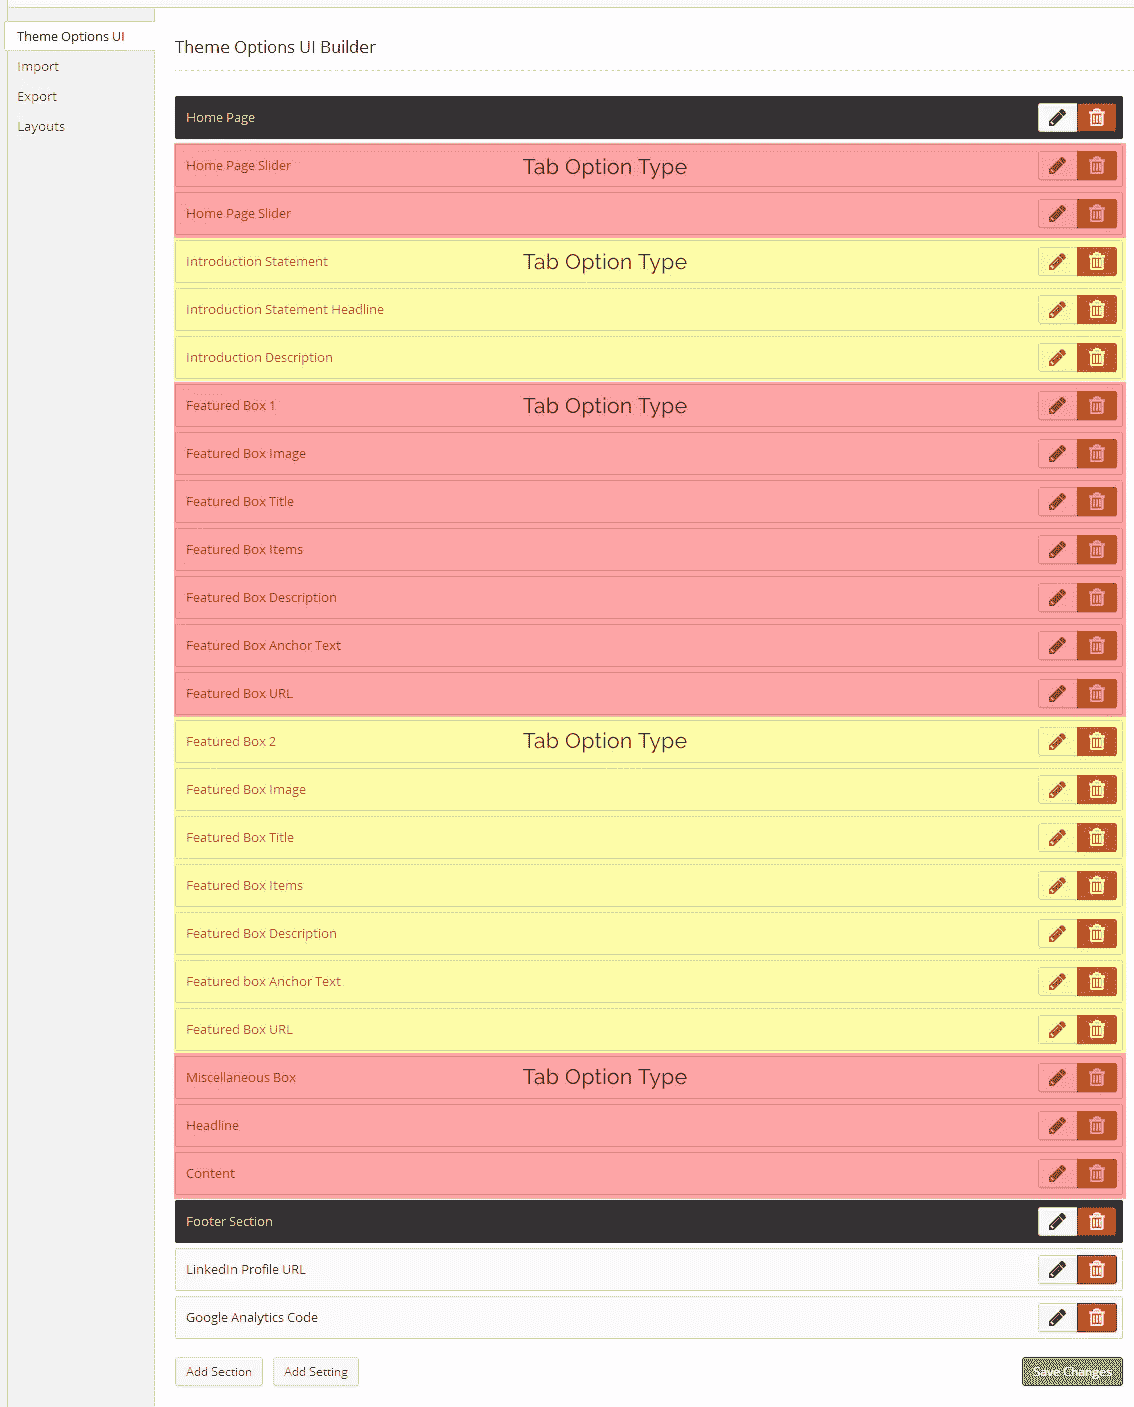 Theme Options UI
Import
Export
Layouts
Theme Options UI Builder
Home Page
Home Page Slider Tab Option Type
Home Page Slider
Introduction Statement Tab Option Type
Introduction Statement Headline
Introduction Description
Featured Box 1 Tab Option Type
Featured Box Image
Featured Box Title
Featured Box Items
Featured Box Description
Featured Box Anchor Text
Featured Box URL
Featured Box 2 Tab Option Type
Featured Box Image
Featured Box Title
Featured Box Items
Featured Box Description
Featured box Anchor Text
Featured Box URL
Miscellaneous Box Tab Option Type
Headline
Content
Footer Section
LinkedIn Profile URL
Google Analytics Code
Add Section Add Setting Save Changes